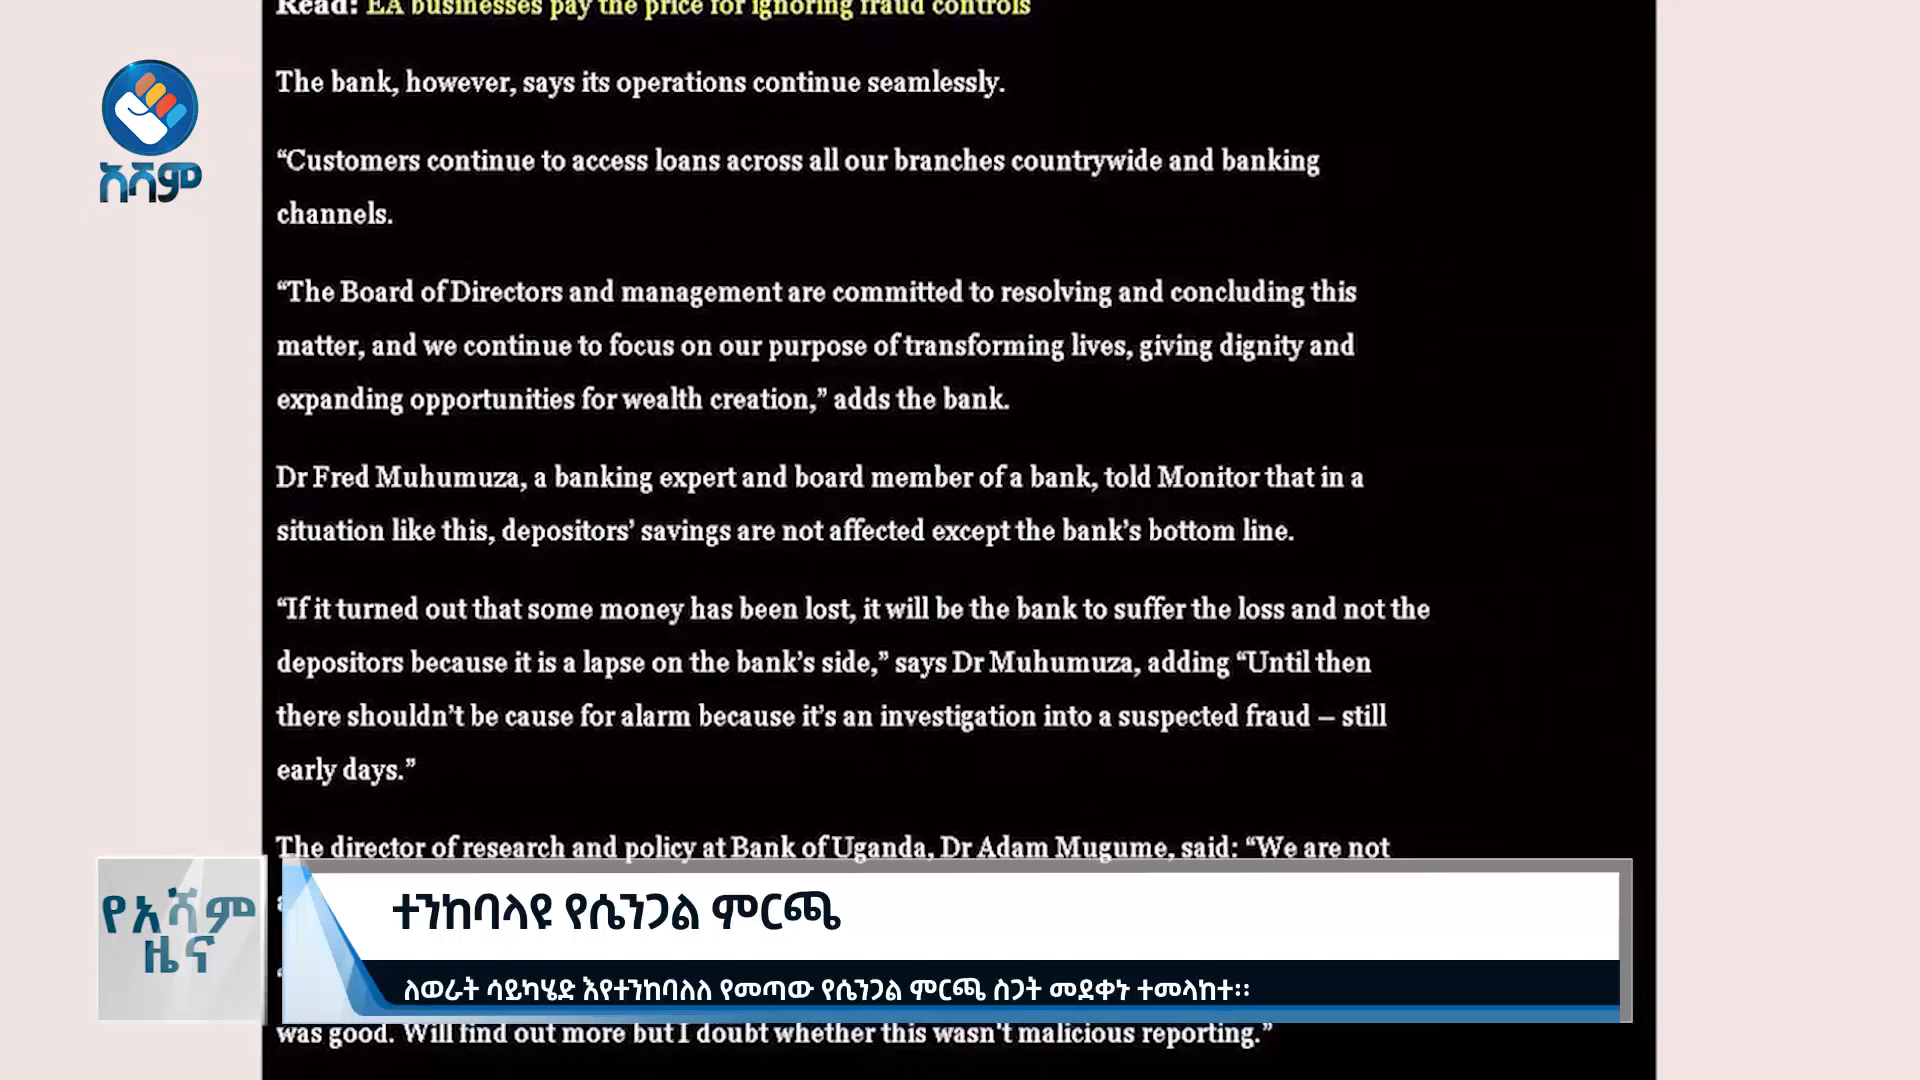 Read: EA businesses pay the price for ignoring fraud controls
The bank, however, says its operations continue seamlessly.
“Customers continue to access loans across all our branches countrywide and banking
channels.
“The Board of Directors and management are committed to resolving and concluding this
matter, and we continue to focus on our purpose of transforming lives, giving dignity and
expanding opportunities for wealth creation,” adds the bank.
Dr Fred Muhumuza, a banking expert and board member of a bank, told Monitor that in a
situation like this, depositors’ savings are not affected except the bank’s bottom line.
“If it turned out that some money has been lost, it will be the bank to suffer the loss and not the
depositors because it is a lapse on the bank’s side,” says Dr Muhumuza, adding “Until then
there shouldn’t be cause for alarm because it’s an investigation into a suspected fraud – still
early days.”
The director of research and policy at Bank of Uganda, Dr Adam Mugume, said: “We are not
was good. Will find out more but I doubt whether this wasn't malicious reporting.”
አሻም
የአሻም
ዜና
ተንከባላዩ የሴንጋል ምርጫ
ለወራት ሳይካሄድ እየተንከባለለ የመጣው የሴንጋል ምርጫ ስጋት መደቀኑ ተመላከተ፡፡